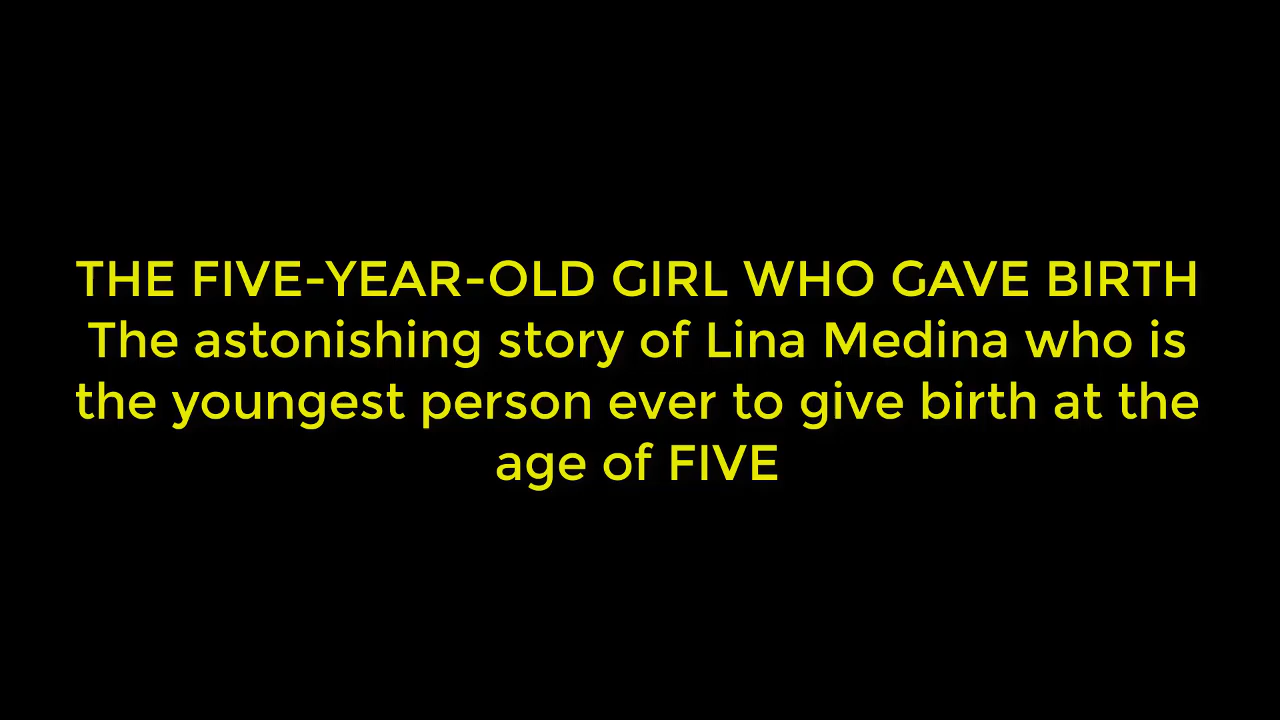 THE FIVE-YEAR-OLD GIRL WHO GAVE BIRTH
The astonishing story of Lina Medina who is
the youngest person ever to give birth at the
age of FIVE